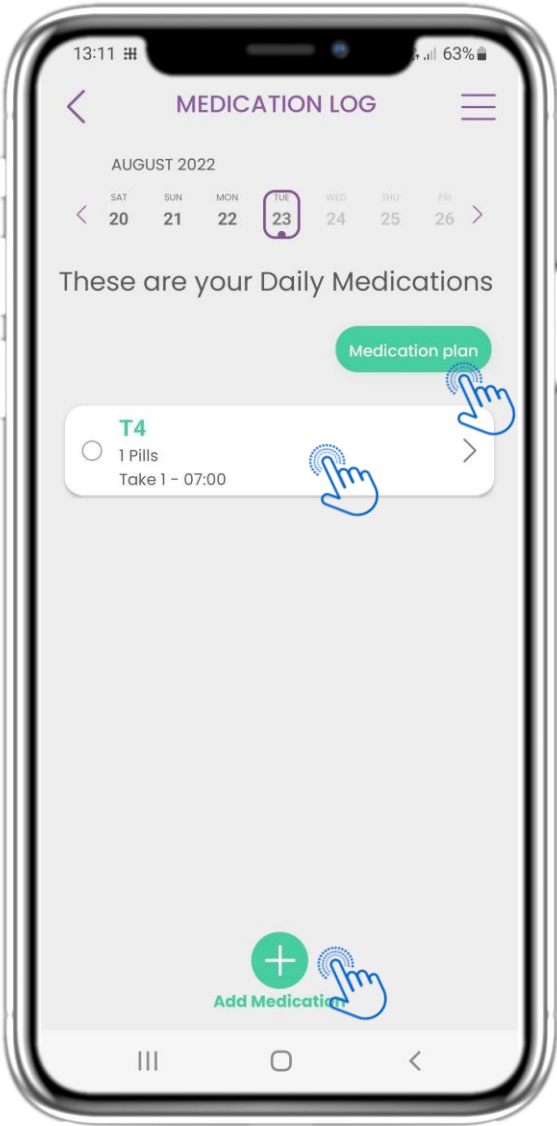 13:11 63%
MEDICATION LOG
AUGUST 2022
SAT SUN MON TUE WED THU FRI
20 21 22 23 24 25 26
These are your Daily Medications
Medication plan
T4
1 Pills
Take 1 - 07:00
Add Medication